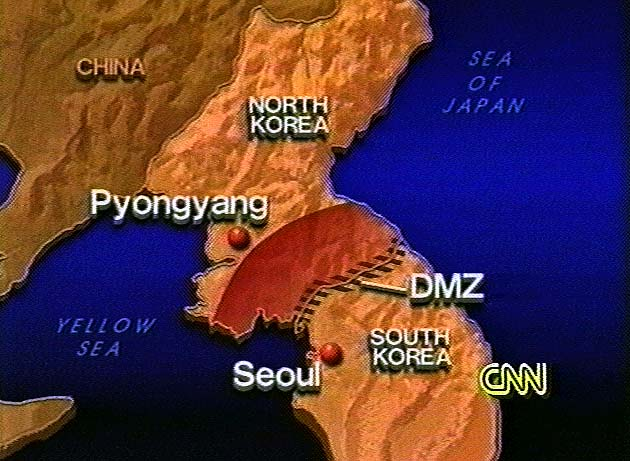 CHINA
SEA
OF
JAPAN
NORTH
KOREA
Pyongyang
DMZ
YELLOW
SEA
SOUTH
KOREA
Seoul
CNN